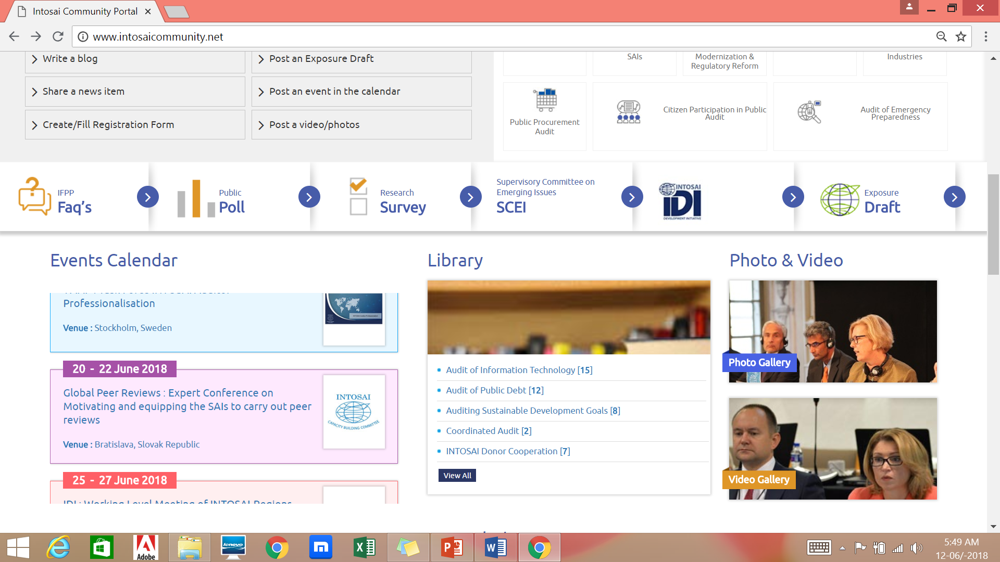 Intosai Community Portal
www.intosaicommunity.net
Write a blog
Post an Exposure Draft
Share a news item
Post an event in the calendar
Create/Fill Registration Form
Post a video/photos
SAIs
Modernization &
Regulatory Reform
Industries
Public Procurement
Audit
Citizen Participation in Public
Audit
Audit of Emergency
Preparedness
IFPP
Faq's
Public
Poll
Research
Survey
Supervisory Committee on
Emerging Issues
SCEI
INTOSAI
IDI
DEVELOPMENT INITIATIVE
Exposure
Draft
Events Calendar
Professionalisation
Venue : Stockholm, Sweden
20 - 22 June 2018
Global Peer Reviews : Expert Conference on
Motivating and equipping the SAIs to carry out peer
reviews
Venue : Bratislava, Slovak Republic
INTOSAI
CAPACITY BUILDING COMMITTEE
25 - 27 June 2018
IDI : Working Level Meeting of INTOSAI Regions
Library
Audit of Information Technology [15]
Audit of Public Debt [12]
Auditing Sustainable Development Goals [8]
Coordinated Audit [2]
INTOSAI Donor Cooperation [7]
View All
Photo & Video
Photo Gallery
Video Gallery
Adobe
lenovo
5:49 AM
12-06/-2018